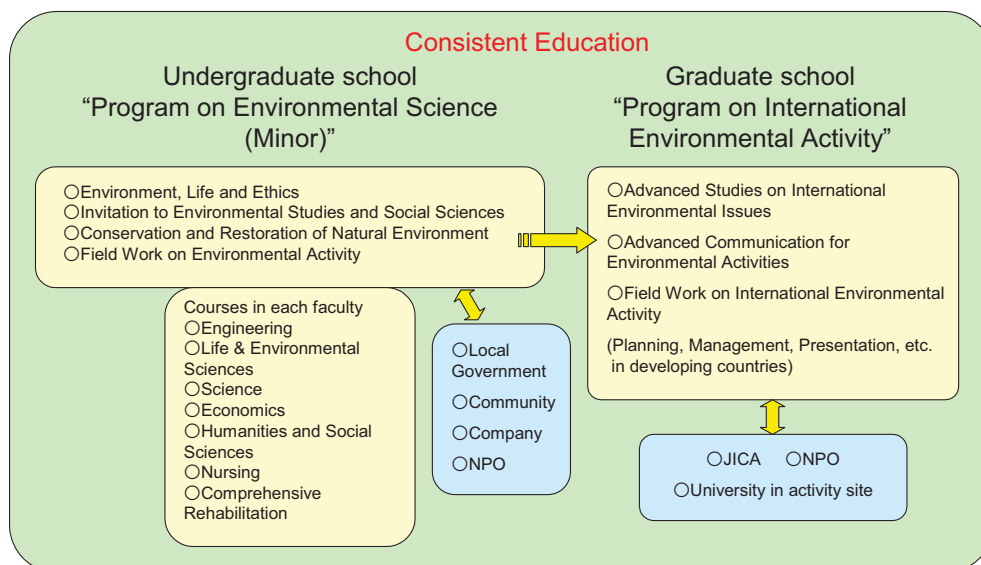 Consistent Education
Undergraduate school
“Program on Environmental Science
(Minor)”
○Environment, Life and Ethics
○Invitation to Environmental Studies and Social Sciences
○Conservation and Restoration of Natural Environment
○Field Work on Environmental Activity
Courses in each faculty
○Engineering
○Life & Environmental
Sciences
○Science
○Economics
○Humanities and Social
Sciences
○Nursing
○Comprehensive
Rehabilitation
○Local
Government
○Community
○Company
○NPO
Graduate school
“Program on International
Environmental Activity”
○Advanced Studies on International
Environmental Issues
○Advanced Communication for
Environmental Activities
○Field Work on International Environmental
Activity
(Planning, Management, Presentation, etc.
in developing countries)
○JICA ○NPO
○University in activity site